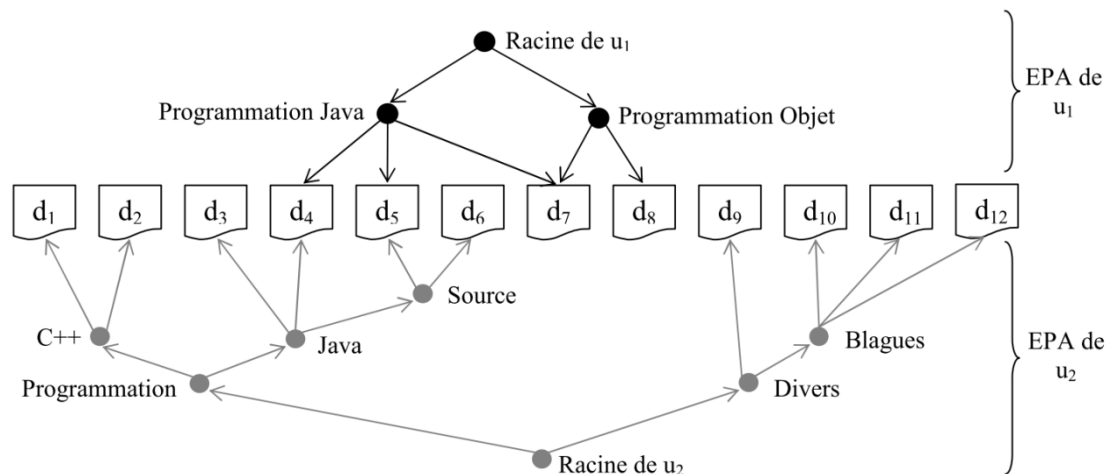 Racine de u₁
EPA de
u₁
Programmation Java
Programmation Objet
d₁ d₂ d₃ d₄ d₅ d₆ d₇ d₈ d₉ d₁₀ d₁₁ d₁₂
Source
C++
Java
Blagues
EPA de
u₂
Programmation
Divers
Racine de u₂